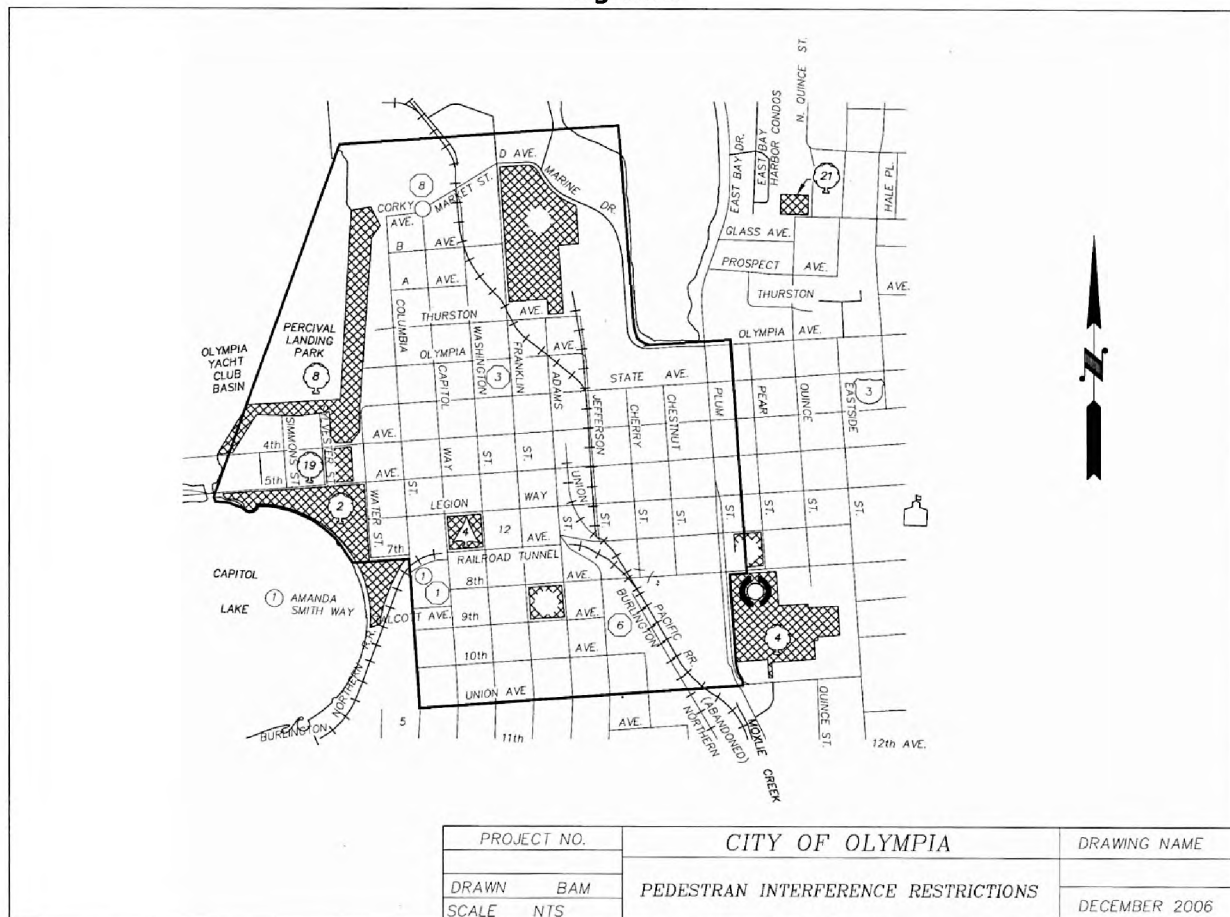 N. QUINCE ST.
EAST BAY
HARBOR CONDOS
EAST BAY DR.
HALE PL.
21
D AVE.
MARINE
DR.
MARKET ST.
8
CORKY
AVE.
B AVE.
A AVE.
GLASS AVE.
PROSPECT AVE.
THURSTON AVE.
OLYMPIA AVE.
COLUMBIA
THURSTON AVE.
PERCIVAL
LANDING
PARK
8
OLYMPIA
YACHT
CLUB
BASIN
OLYMPIA AVE.
WASHINGTON
FRANKLIN
ADAMS
CAPITOL
3
STATE AVE.
JEFFERSON
CHERRY
CHESTNUT
PLUM
PEAR
QUINCE
EASTSIDE
3
SIMMONS ST.
4th AVE.
19
5th AVE.
WAY
ST.
ST.
ST.
UNION
2
WATER ST.
LEGION WAY
ST.
ST.
ST.
ST.
ST.
ST.
ST.
ST.
4
12
AVE.
7th
RAILROAD TUNNEL
8th AVE.
CAPITOL
LAKE
1
AMANDA
SMITH WAY
1
1
9th AVE.
6
BURLINGTON
PACIFIC
RR.
4
10th AVE.
UNION AVE
NORTHERN R.R.
BURLINGTON
5
11th
AVE.
NORTHERN
(ABANDONED)
MOXLIE CREEK
QUINCE ST.
12th AVE.
N
PROJECT NO.
CITY OF OLYMPIA
DRAWING NAME
DRAWN BAM
PEDESTRAN INTERFERENCE RESTRICTIONS
SCALE NTS
DECEMBER 2006